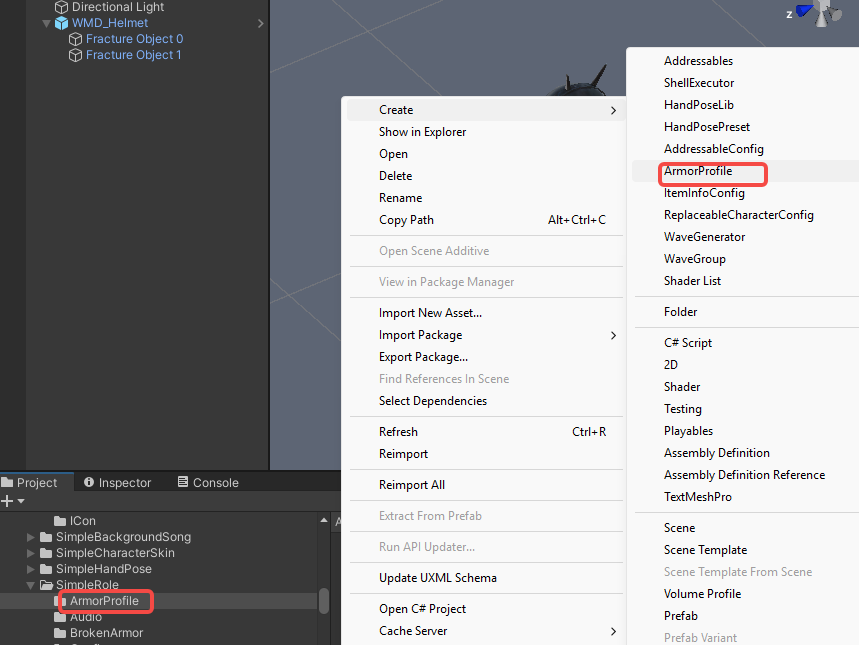 Directional Light
WMD_Helmet
Fracture Object 0
Fracture Object 1
z
Create
Show in Explorer
Open
Delete
Rename
Copy Path Alt+Ctrl+C
Open Scene Additive
View in Package Manager
Import New Asset...
Import Package
Export Package...
Find References In Scene
Select Dependencies
Refresh Ctrl+R
Reimport
Reimport All
Extract From Prefab
Run API Updater...
Update UXML Schema
Open C# Project
Cache Server
Addressables
ShellExecutor
HandPoseLib
HandPosePreset
AddressableConfig
ArmorProfile
ItemInfoConfig
ReplaceableCharacterConfig
WaveGenerator
WaveGroup
Shader List
Folder
C# Script
2D
Shader
Testing
Playables
Assembly Definition
Assembly Definition Reference
TextMeshPro
Scene
Scene Template
Scene Template From Scene
Volume Profile
Prefab
Prefab Variant
Project Inspector Console
ICon
SimpleBackgroundSong
SimpleCharacterSkin
SimpleHandPose
SimpleRole
ArmorProfile
Audio
BrokenArmor